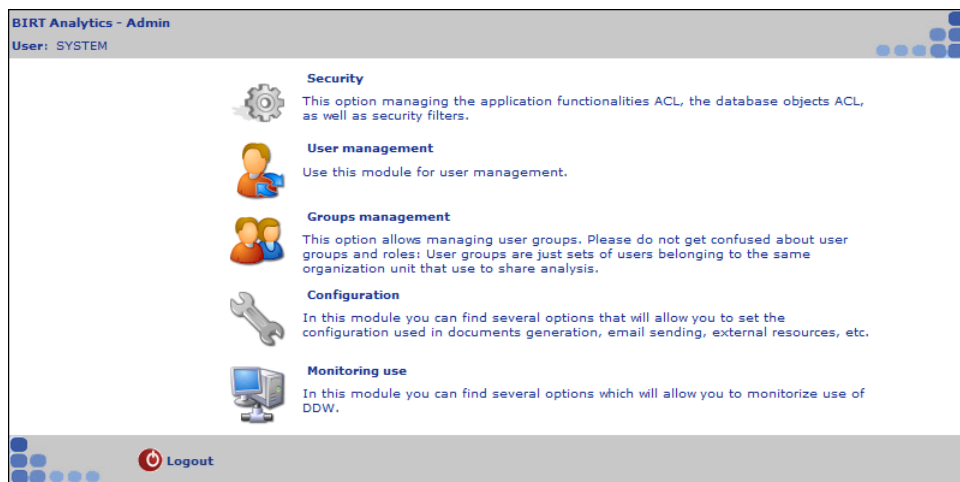 BIRT Analytics - Admin
User: SYSTEM
Security
This option managing the application functionalities ACL, the database objects ACL,
as well as security filters.
User management
Use this module for user management.
Groups management
This option allows managing user groups. Please do not get confused about user
groups and roles: User groups are just sets of users belonging to the same
organization unit that use to share analysis.
Configuration
In this module you can find several options that will allow you to set the
configuration used in documents generation, email sending, external resources, etc.
Monitoring use
In this module you can find several options which will allow you to monitorize use of
DDW.
Logout